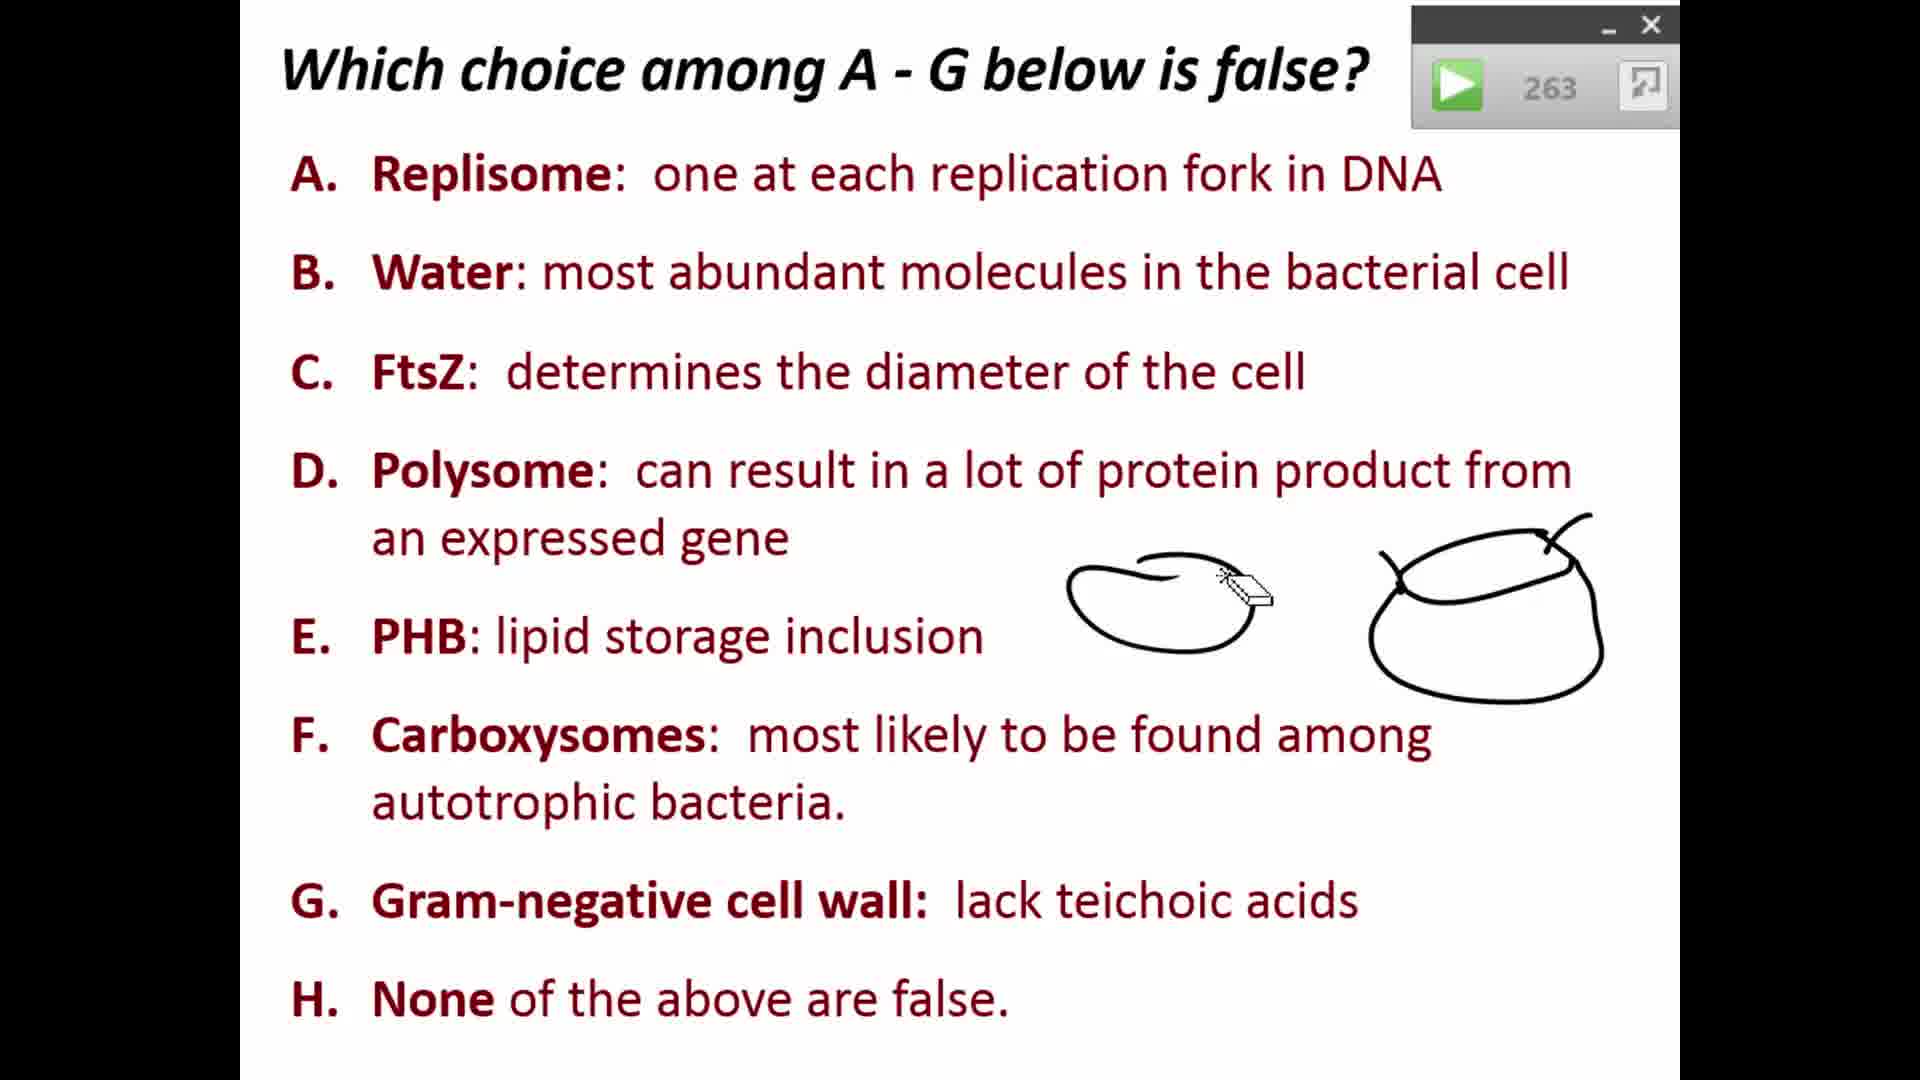 Which choice among A - G below is false?
263
A. Replisome: one at each replication fork in DNA
B. Water: most abundant molecules in the bacterial cell
C. FtsZ: determines the diameter of the cell
D. Polysome: can result in a lot of protein product from
an expressed gene
E. PHB: lipid storage inclusion
F. Carboxysomes: most likely to be found among
autotrophic bacteria.
G. Gram-negative cell wall: lack teichoic acids
H. None of the above are false.